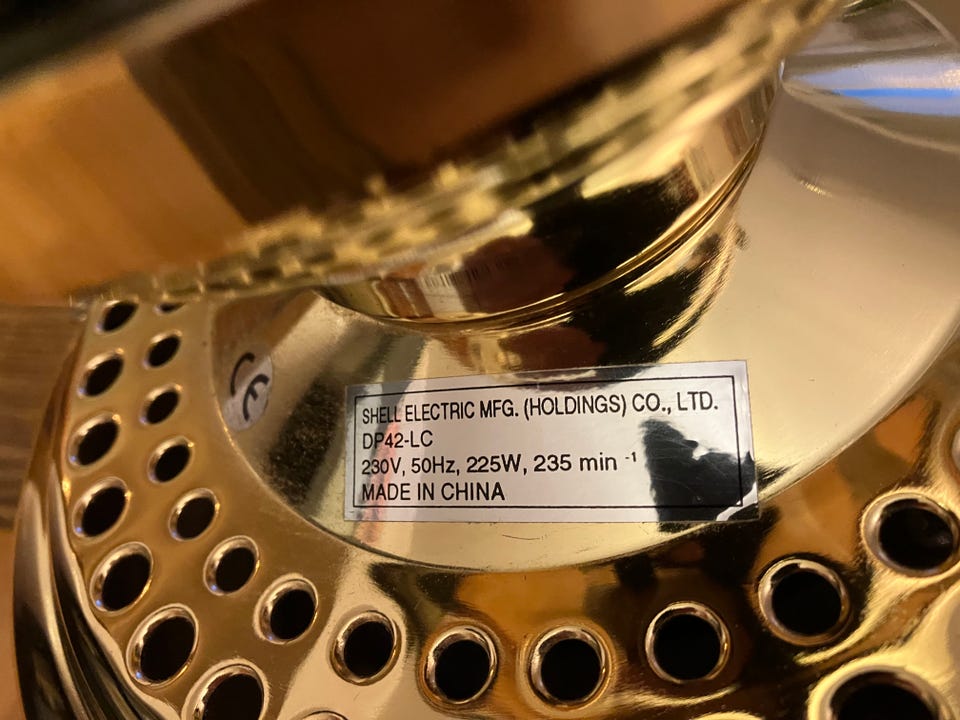 CE
SHELL ELECTRIC MFG. (HOLDINGS) CO., LTD.
DP42-LC
230V, 50Hz, 225W, 235 min ⁻¹
MADE IN CHINA